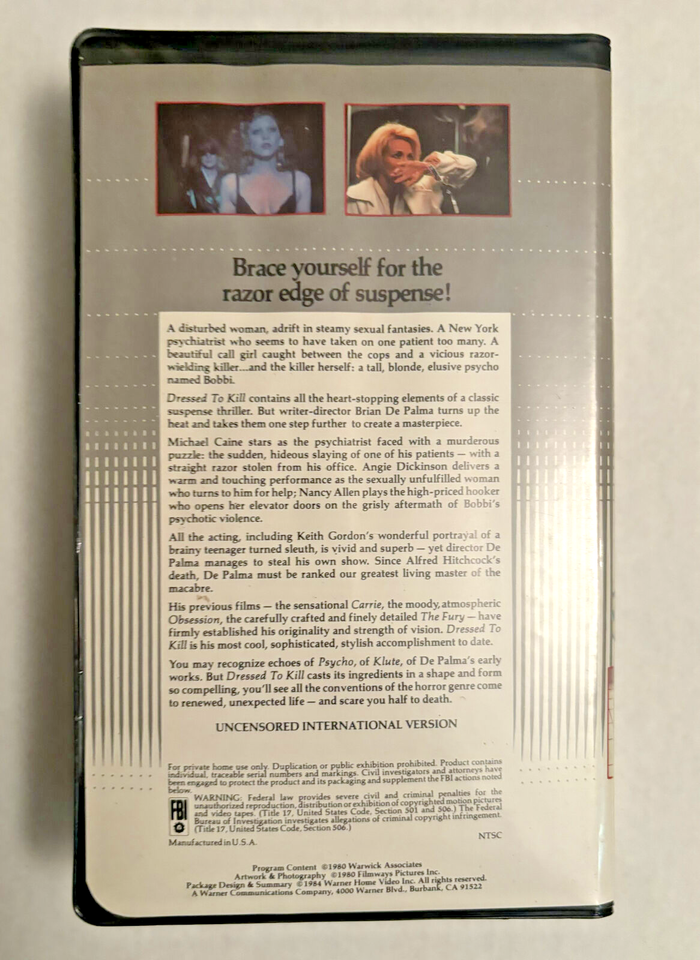 Brace yourself for the
razor edge of suspense!
A disturbed woman, adrift in steamy sexual fantasies. A New York
psychiatrist who seems to have taken on one patient too many. A
beautiful call girl caught between the cops and a vicious razor-
wielding killer...and the killer herself: a tall, blonde, elusive psycho
named Bobbi.
Dressed To Kill contains all the heart-stopping elements of a classic
suspense thriller. But writer-director Brian De Palma turns up the
heat and takes them one step further to create a masterpiece.
Michael Caine stars as the psychiatrist faced with a murderous
puzzle: the sudden, hideous slaying of one of his patients — with a
straight razor stolen from his office. Angie Dickinson delivers a
warm and touching performance as the sexually unfulfilled woman
who turns to him for help; Nancy Allen plays the high-priced hooker
who opens her elevator doors on the grisly aftermath of Bobbi's
psychotic violence.
All the acting, including Keith Gordon's wonderful portrayal of a
brainy teenager turned sleuth, is vivid and superb — yet director De
Palma manages to steal his own show. Since Alfred Hitchcock's
death, De Palma must be ranked our greatest living master of the
macabre.
His previous films — the sensational Carrie, the moody, atmospheric
Obsession, the carefully crafted and finely detailed The Fury — have
firmly established his originality and strength of vision. Dressed To
Kill is his most cool, sophisticated, stylish accomplishment to date.
You may recognize echoes of Psycho, of Klute, of De Palma's early
works. But Dressed To Kill casts its ingredients in a shape and form
so compelling, you'll see all the conventions of the horror genre come
to renewed, unexpected life — and scare you half to death.
UNCENSORED INTERNATIONAL VERSION
For private home use only. Duplication or public exhibition prohibited. Product contains
individual, traceable serial numbers and markings. Civil investigators and attorneys have
been engaged to protect the product and its packaging and supplement the FBI actions noted
below.
FBI
WARNING: Federal law provides severe civil and criminal penalties for the
unauthorized reproduction, distribution or exhibition of copyrighted motion pictures
and video tapes. (Title 17, United States Code, Section 501 and 506.) The Federal
Bureau of Investigation investigates allegations of criminal copyright infringement.
(Title 17, United States Code, Section 506.)
NTSC
Manufactured in U.S.A.
Program Content ©1980 Warwick Associates
Artwork & Photography ©1980 Filmways Pictures Inc.
Package Design & Summary ©1984 Warner Home Video Inc. All rights reserved.
A Warner Communications Company, 4000 Warner Blvd., Burbank, CA 91522